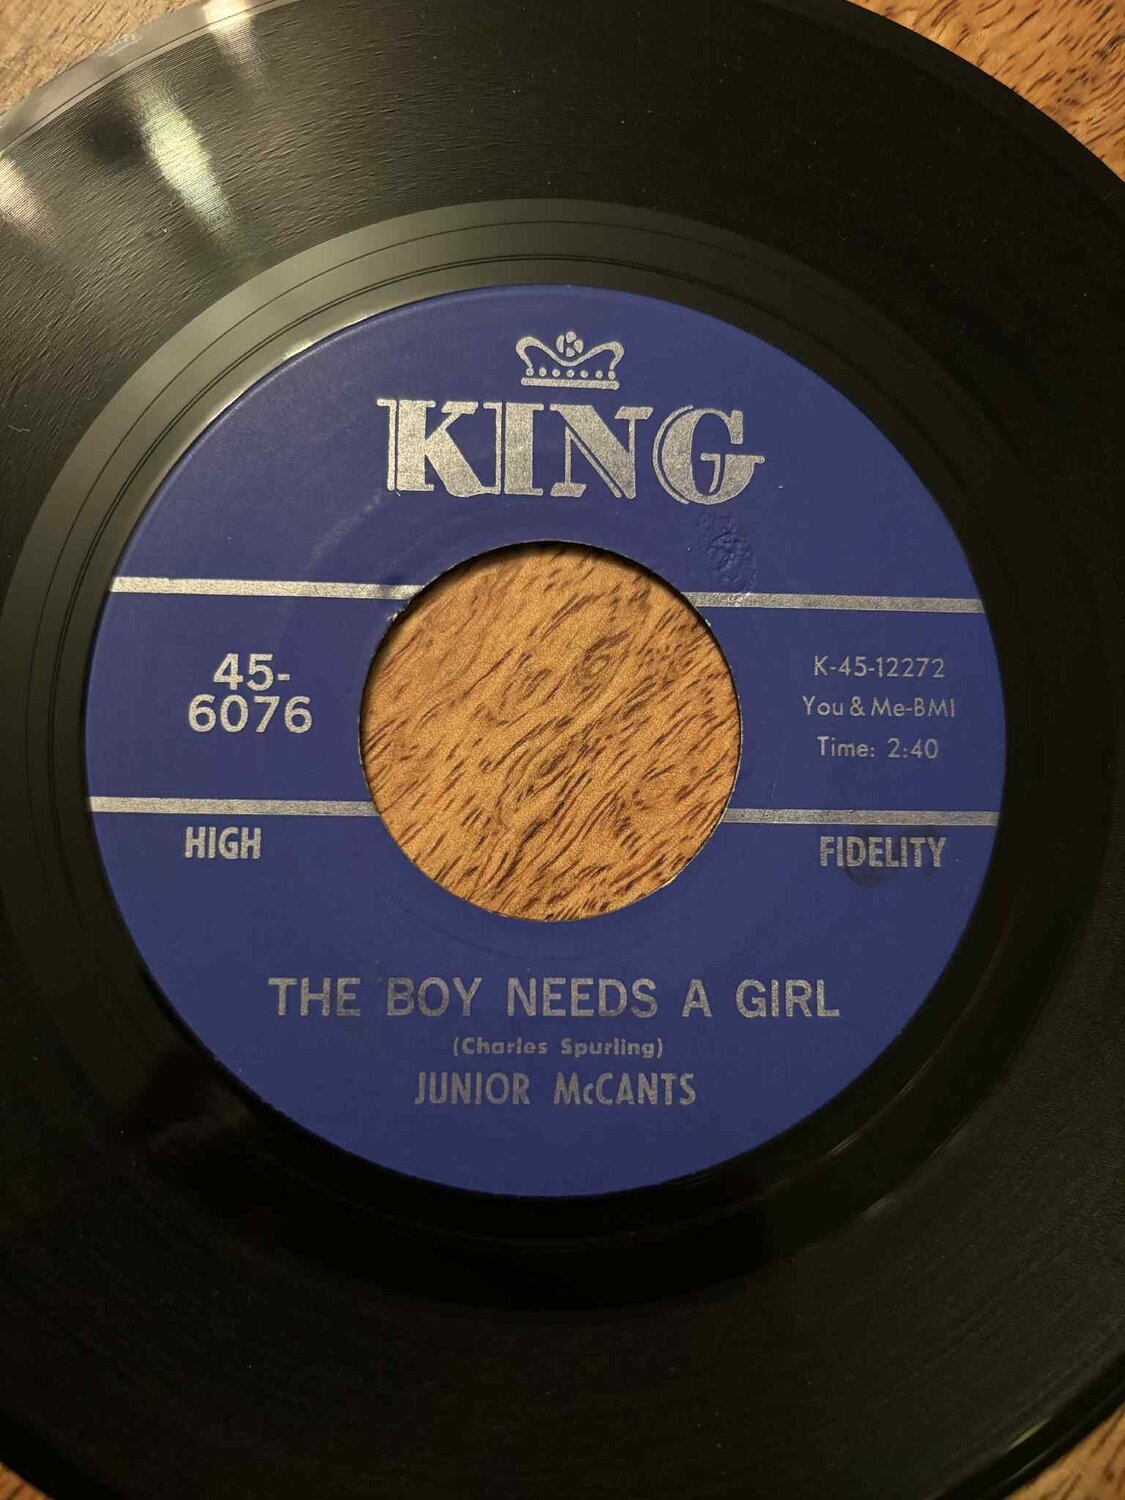 K
KING
45-
6076
K-45-12272
You & Me-BMI
Time: 2:40
HIGH
FIDELITY
THE BOY NEEDS A GIRL
(Charles Spurling)
JUNIOR McCANTS